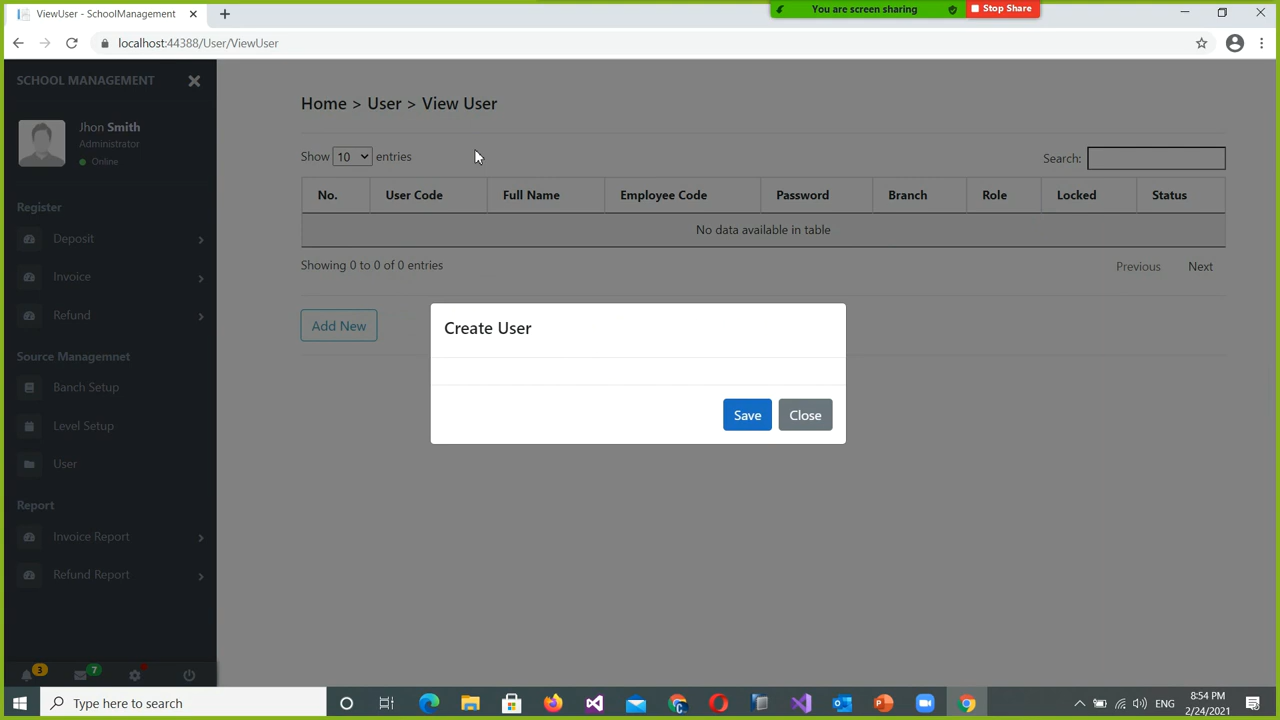 ViewUser - SchoolManagement
You are screen sharing
Stop Share
localhost:44388/User/ViewUser
SCHOOL MANAGEMENT
Jhon Smith
Administrator
Online
Register
Deposit
Invoice
Refund
Source Managemnet
Banch Setup
Level Setup
User
Report
Invoice Report
Refund Report
3
7
Home > User > View User
Show 10 entries
Search:
No. User Code Full Name Employee Code Password Branch Role Locked Status
No data available in table
Showing 0 to 0 of 0 entries
Previous Next
Add New
Create User
Save Close
Type here to search
ENG
8:54 PM
2/24/2021